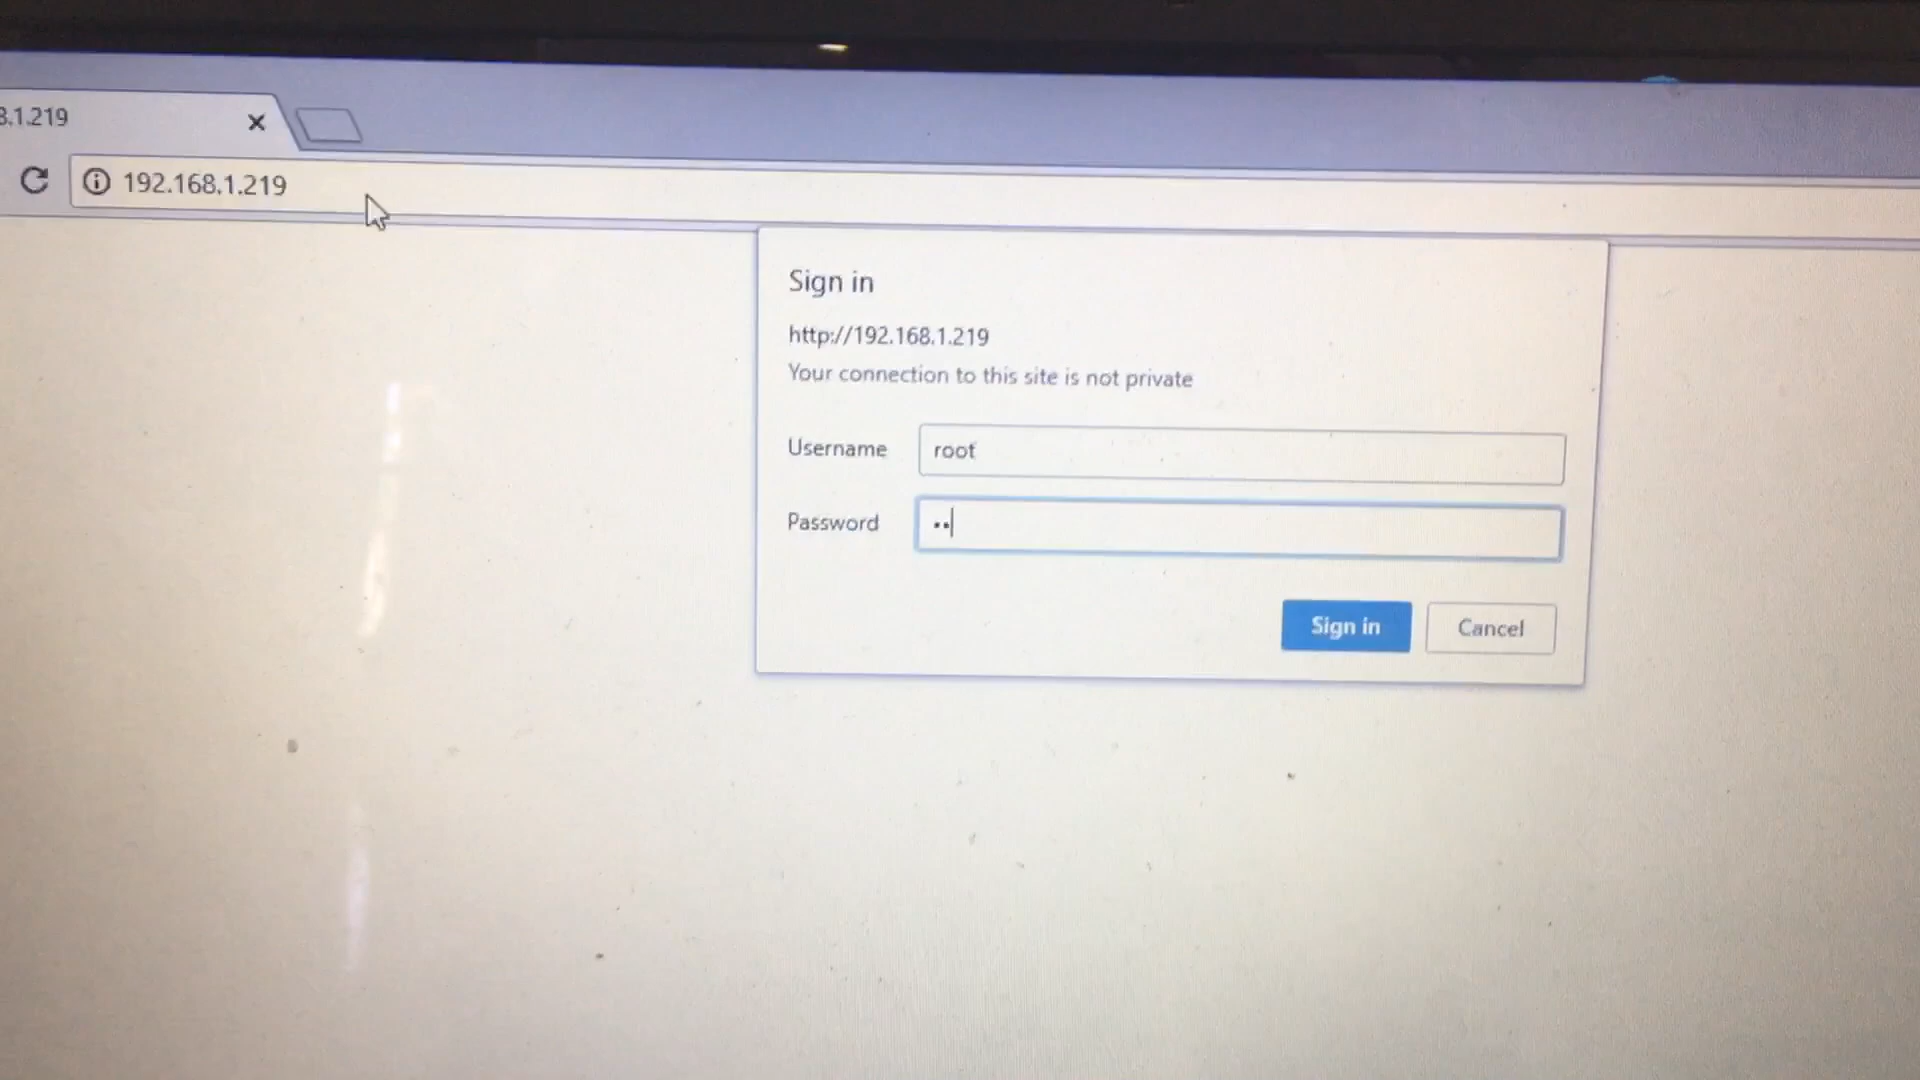 8.1.219
192.168.1.219
Sign in
http://192.168.1.219
Your connection to this site is not private
Username root
Password ••
Sign in Cancel